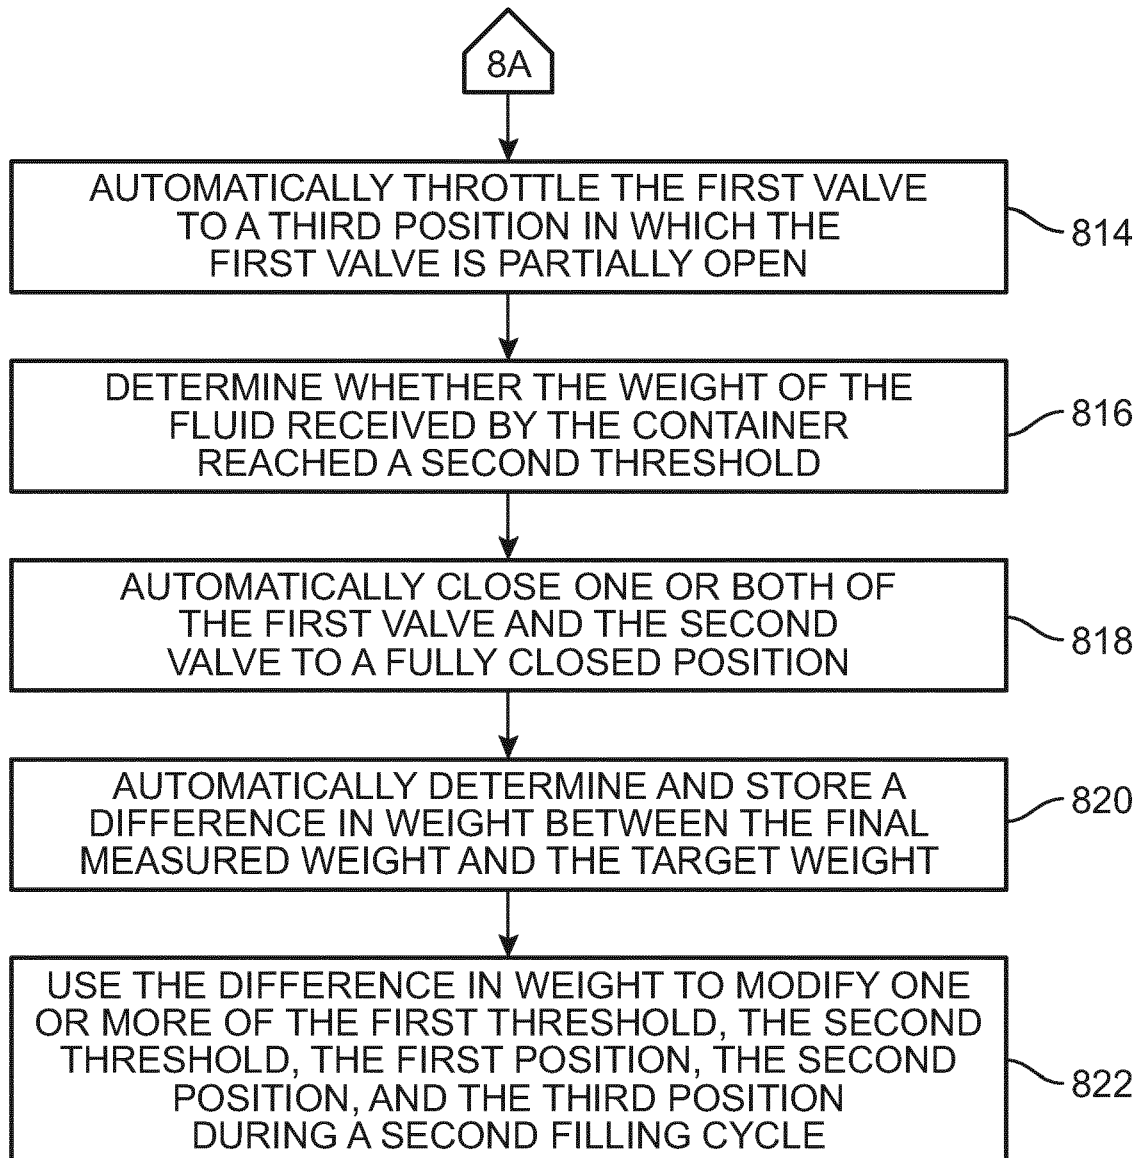 8A
AUTOMATICALLY THROTTLE THE FIRST VALVE
TO A THIRD POSITION IN WHICH THE
FIRST VALVE IS PARTIALLY OPEN
814
DETERMINE WHETHER THE WEIGHT OF THE
FLUID RECEIVED BY THE CONTAINER
REACHED A SECOND THRESHOLD
816
AUTOMATICALLY CLOSE ONE OR BOTH OF
THE FIRST VALVE AND THE SECOND
VALVE TO A FULLY CLOSED POSITION
818
AUTOMATICALLY DETERMINE AND STORE A
DIFFERENCE IN WEIGHT BETWEEN THE FINAL
MEASURED WEIGHT AND THE TARGET WEIGHT
820
USE THE DIFFERENCE IN WEIGHT TO MODIFY ONE
OR MORE OF THE FIRST THRESHOLD, THE SECOND
THRESHOLD, THE FIRST POSITION, THE SECOND
POSITION, AND THE THIRD POSITION
DURING A SECOND FILLING CYCLE
822